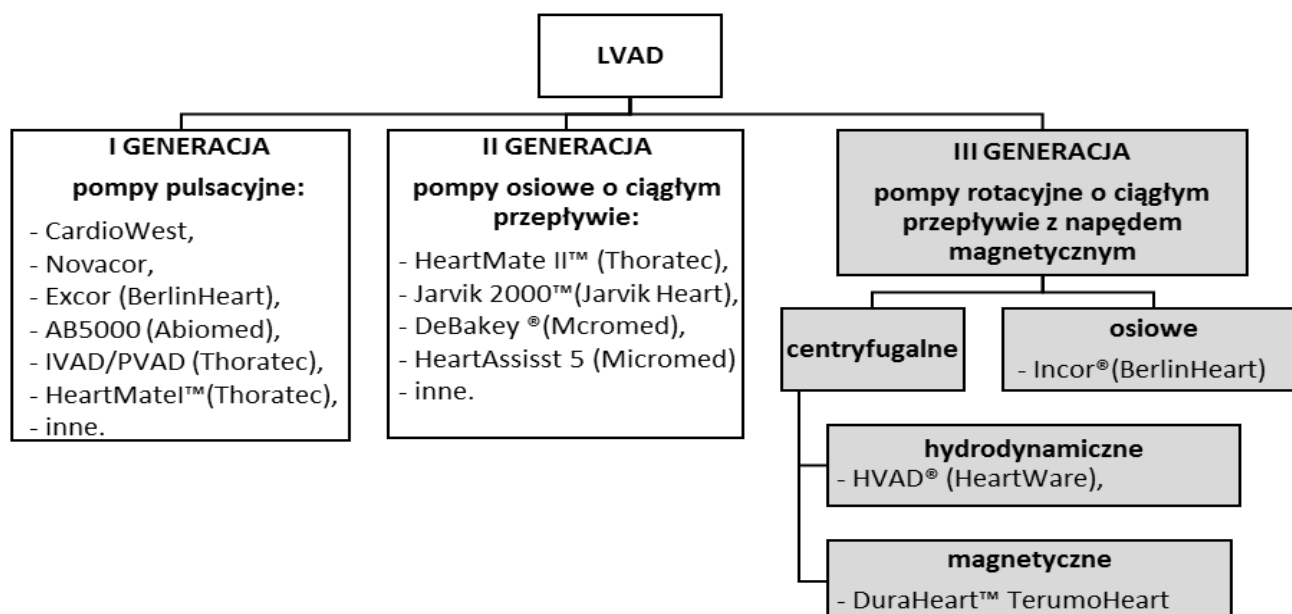 LVAD
I GENERACJA
pompy pulsacyjne:
- CardioWest,
- Novacor,
- Excor (BerlinHeart),
- AB5000 (Abiomed),
- IVAD/PVAD (Thoratec),
- HeartMateI™(Thoratec),
- inne.
II GENERACJA
pompy osiowe o ciągłym
przepływie:
- HeartMate II™ (Thoratec),
- Jarvik 2000™(Jarvik Heart),
- DeBakey ®(Mcromed),
- HeartAssisst 5 (Micromed)
- inne.
III GENERACJA
pompy rotacyjne o ciągłym
przepływie z napędem
magnetycznym
centryfugalne
osiowe
- Incor®(BerlinHeart)
hydrodynamiczne
- HVAD® (HeartWare),
magnetyczne
- DuraHeart™ TerumoHeart